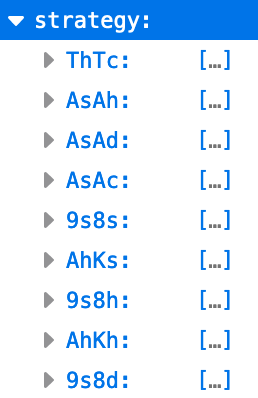 strategy:
ThTc: […]
AsAh: […]
AsAd: […]
AsAc: […]
9s8s: […]
AhKs: […]
9s8h: […]
AhKh: […]
9s8d: […]